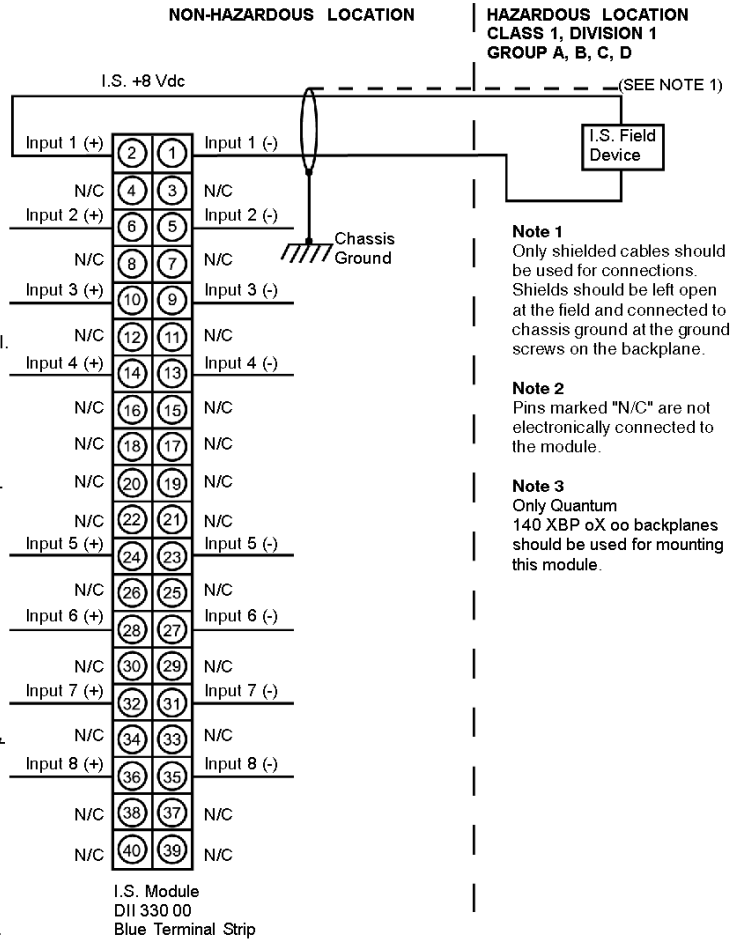 NON-HAZARDOUS LOCATION
HAZARDOUS LOCATION
CLASS 1, DIVISION 1
GROUP A, B, C, D
I.S. +8 Vdc
(SEE NOTE 1)
I.S. Field
Device
Input 1 (+) 2 1 Input 1 (-)
N/C 4 3 N/C
Input 2 (+) 6 5 Input 2 (-)
N/C 8 7 N/C
Input 3 (+) 10 9 Input 3 (-)
N/C 12 11 N/C
Input 4 (+) 14 13 Input 4 (-)
N/C 16 15 N/C
N/C 18 17 N/C
N/C 20 19 N/C
N/C 22 21 N/C
Input 5 (+) 24 23 Input 5 (-)
N/C 26 25 N/C
Input 6 (+) 28 27 Input 6 (-)
N/C 30 29 N/C
Input 7 (+) 32 31 Input 7 (-)
N/C 34 33 N/C
Input 8 (+) 36 35 Input 8 (-)
N/C 38 37 N/C
N/C 40 39 N/C
Chassis
Ground
Note 1
Only shielded cables should
be used for connections.
Shields should be left open
at the field and connected to
chassis ground at the ground
screws on the backplane.
Note 2
Pins marked "N/C" are not
electronically connected to
the module.
Note 3
Only Quantum
140 XBP oX oo backplanes
should be used for mounting
this module.
I.S. Module
DII 330 00
Blue Terminal Strip